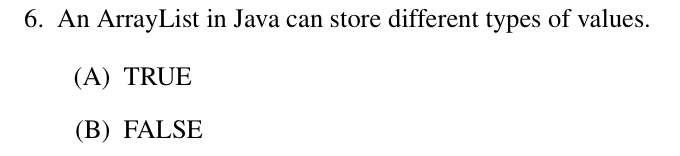 6. An ArrayList in Java can store different types of values.
(A) TRUE
(B) FALSE